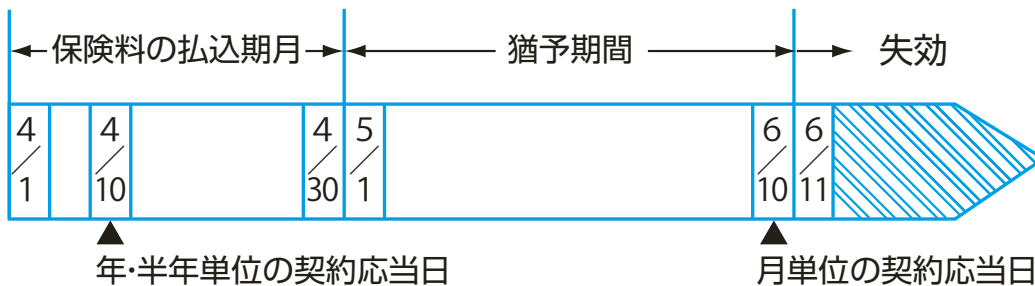 保険料の払込期月 猶予期間 失効
4/1 4/10 4/30 5/1 6/10 6/11
年・半年単位の契約応当日 月単位の契約応当日